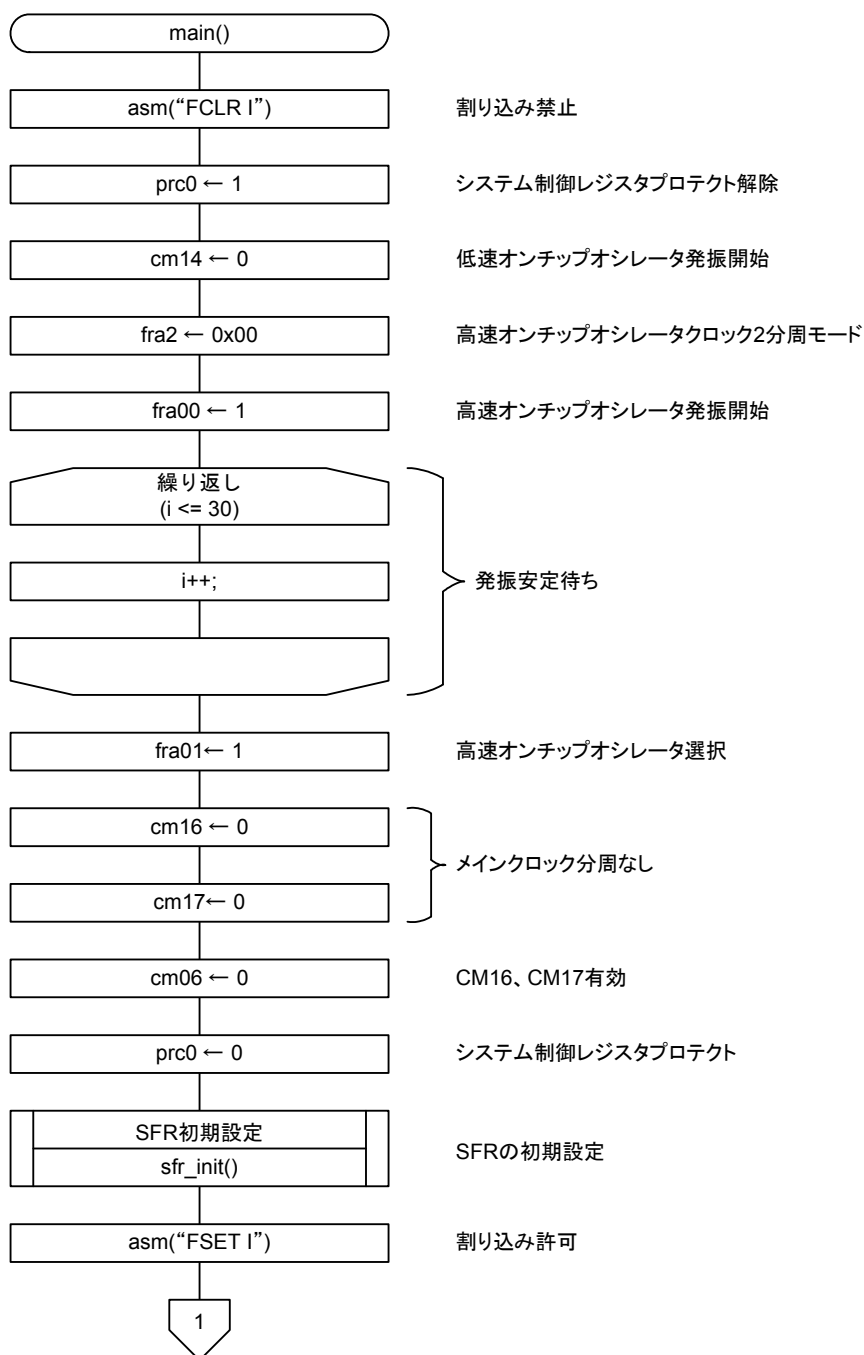 main()
asm(“FCLR I”)
割り込み禁止
prc0 ← 1
システム制御レジスタプロテクト解除
cm14 ← 0
低速オンチップオシレータ発振開始
fra2 ← 0x00
高速オンチップオシレータクロック2分周モード
fra00 ← 1
高速オンチップオシレータ発振開始
繰り返し
(i <= 30)
i++;
発振安定待ち
fra01← 1
高速オンチップオシレータ選択
cm16 ← 0
メインクロック分周なし
cm17← 0
cm06 ← 0
CM16、CM17有効
prc0 ← 0
システム制御レジスタプロテクト
SFR初期設定
sfr_init()
SFRの初期設定
asm(“FSET I”)
割り込み許可
1